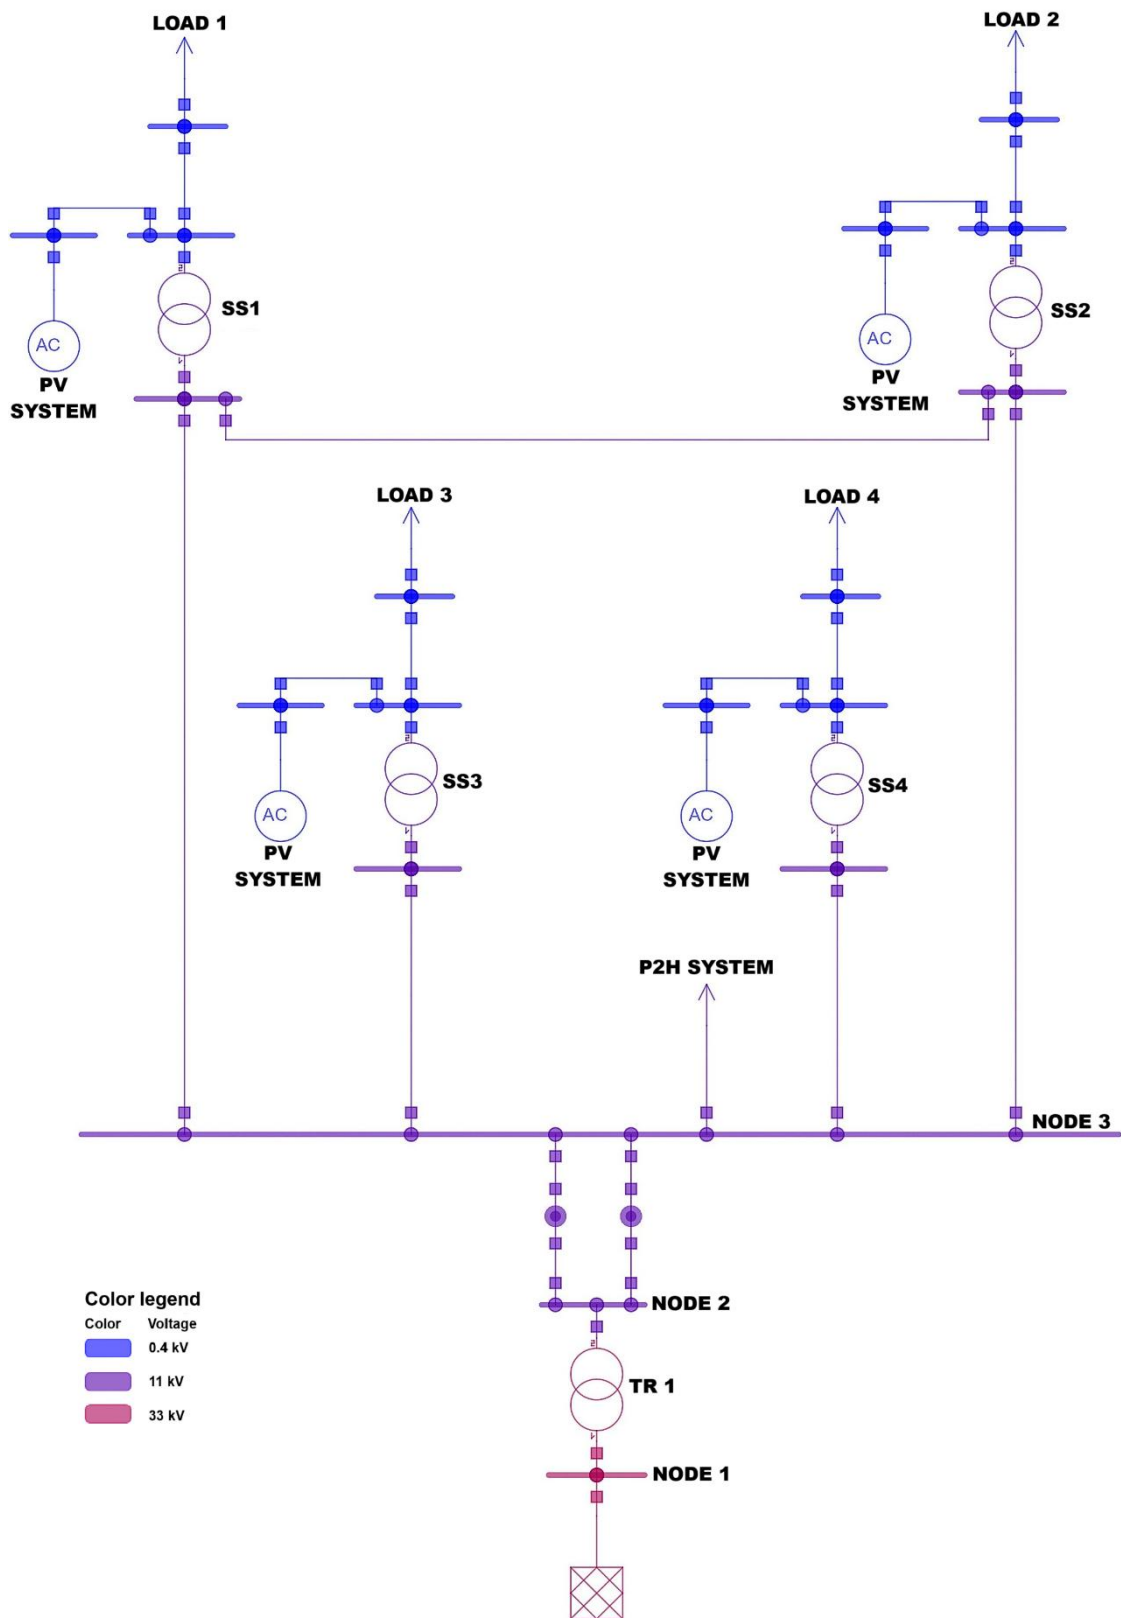 LOAD 1
LOAD 2
SS1
SS2
AC
PV
SYSTEM
AC
PV
SYSTEM
LOAD 3
LOAD 4
SS3
SS4
AC
PV
SYSTEM
AC
PV
SYSTEM
P2H SYSTEM
NODE 3
NODE 2
Color legend
Color Voltage
0.4 kV
11 kV
33 kV
TR 1
NODE 1